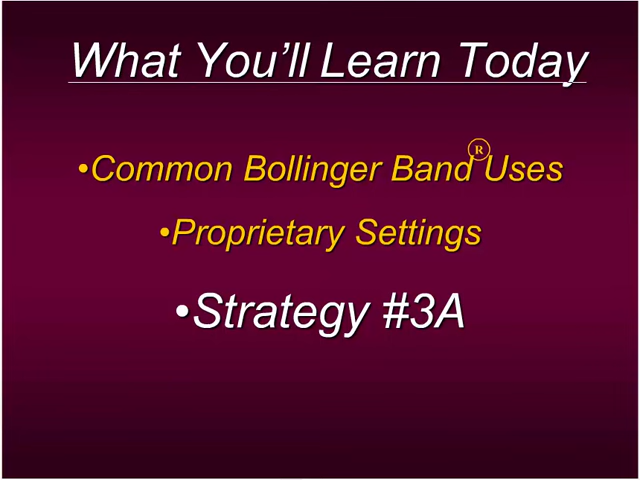 What You’ll Learn Today
•Common Bollinger Band® Uses
•Proprietary Settings
•Strategy #3A